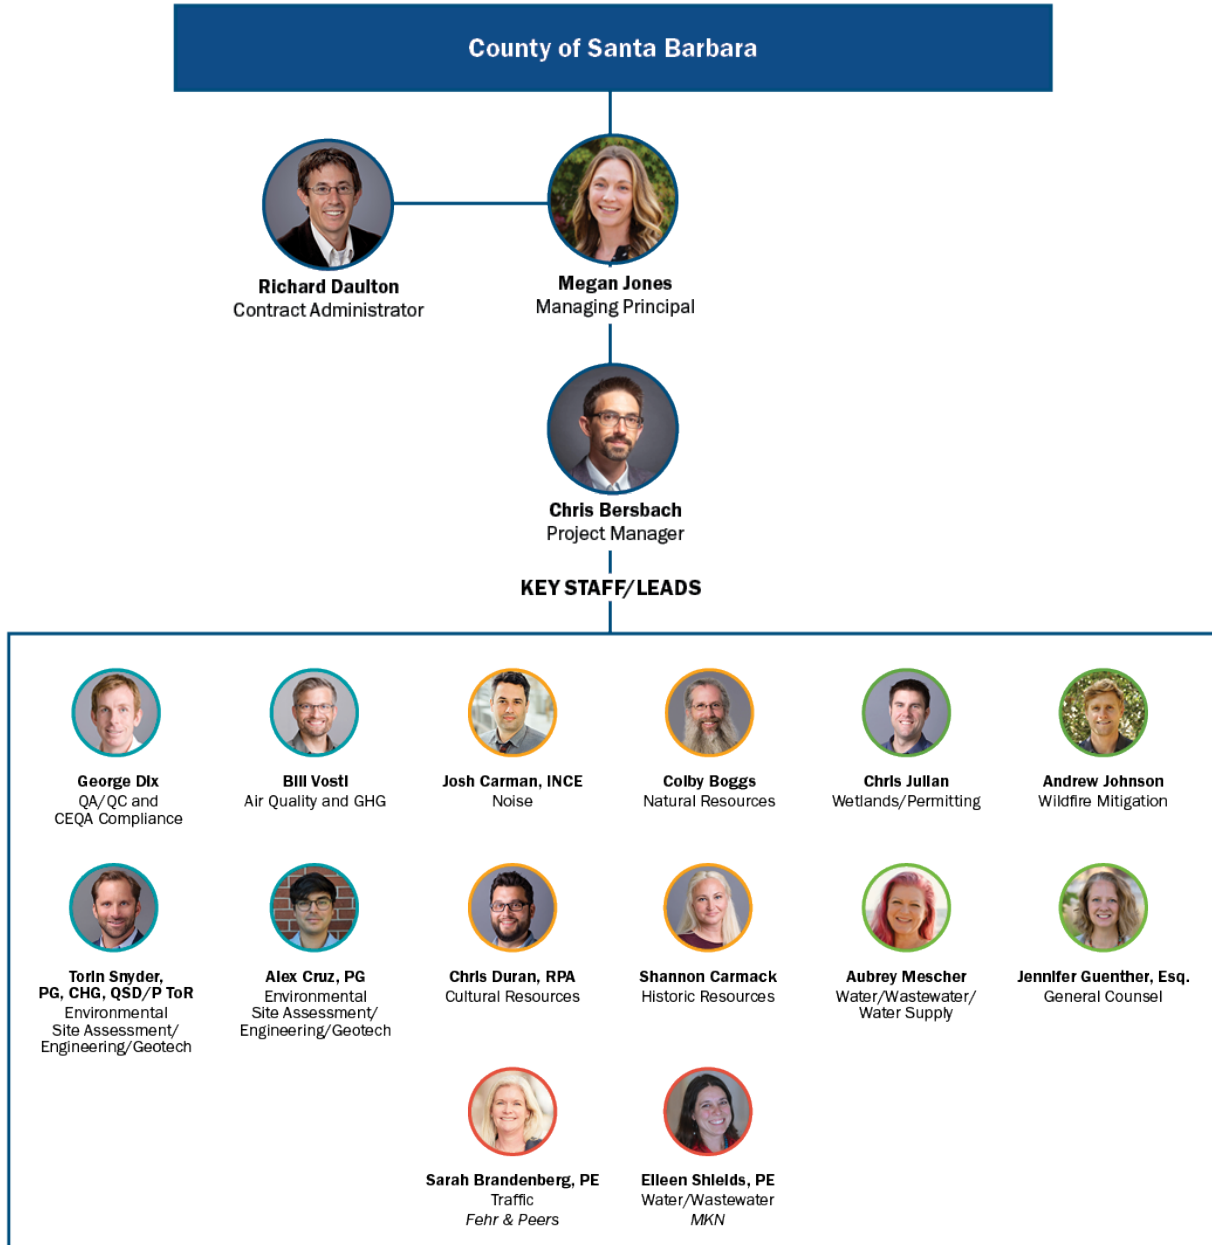 County of Santa Barbara
Richard Daulton
Contract Administrator
Megan Jones
Managing Principal
Chris Bersbach
Project Manager
KEY STAFF/LEADS
George Dix
QA/QC and
CEQA Compliance
Bill Vosti
Air Quality and GHG
Josh Carman, INCE
Noise
Colby Boggs
Natural Resources
Chris Julian
Wetlands/Permitting
Andrew Johnson
Wildfire Mitigation
Torin Snyder,
PG, CHG, QSD/P ToR
Environmental
Site Assessment/
Engineering/Geotech
Alex Cruz, PG
Environmental
Site Assessment/
Engineering/Geotech
Chris Duran, RPA
Cultural Resources
Shannon Carmack
Historic Resources
Aubrey Mescher
Water/Wastewater/
Water Supply
Jennifer Guenther, Esq.
General Counsel
Sarah Brandenberg, PE
Traffic
Fehr & Peers
Eileen Shields, PE
Water/Wastewater
MKN